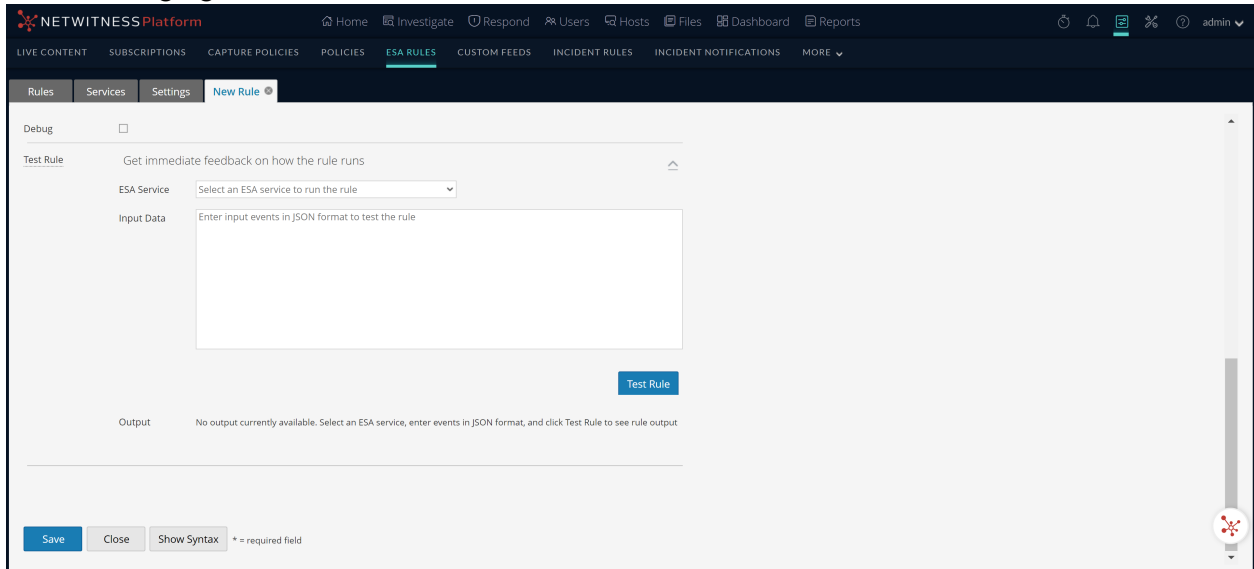 NETWITNESS Platform Home Investigate Respond Users Hosts Files Dashboard Reports admin
LIVE CONTENT SUBSCRIPTIONS CAPTURE POLICIES POLICIES ESA RULES CUSTOM FEEDS INCIDENT RULES INCIDENT NOTIFICATIONS MORE
Rules Services Settings New Rule
Debug
Test Rule Get immediate feedback on how the rule runs
ESA Service Select an ESA service to run the rule
Input Data Enter input events in JSON format to test the rule
Test Rule
Output No output currently available. Select an ESA service, enter events in JSON format, and click Test Rule to see rule output
Save Close Show Syntax * = required field